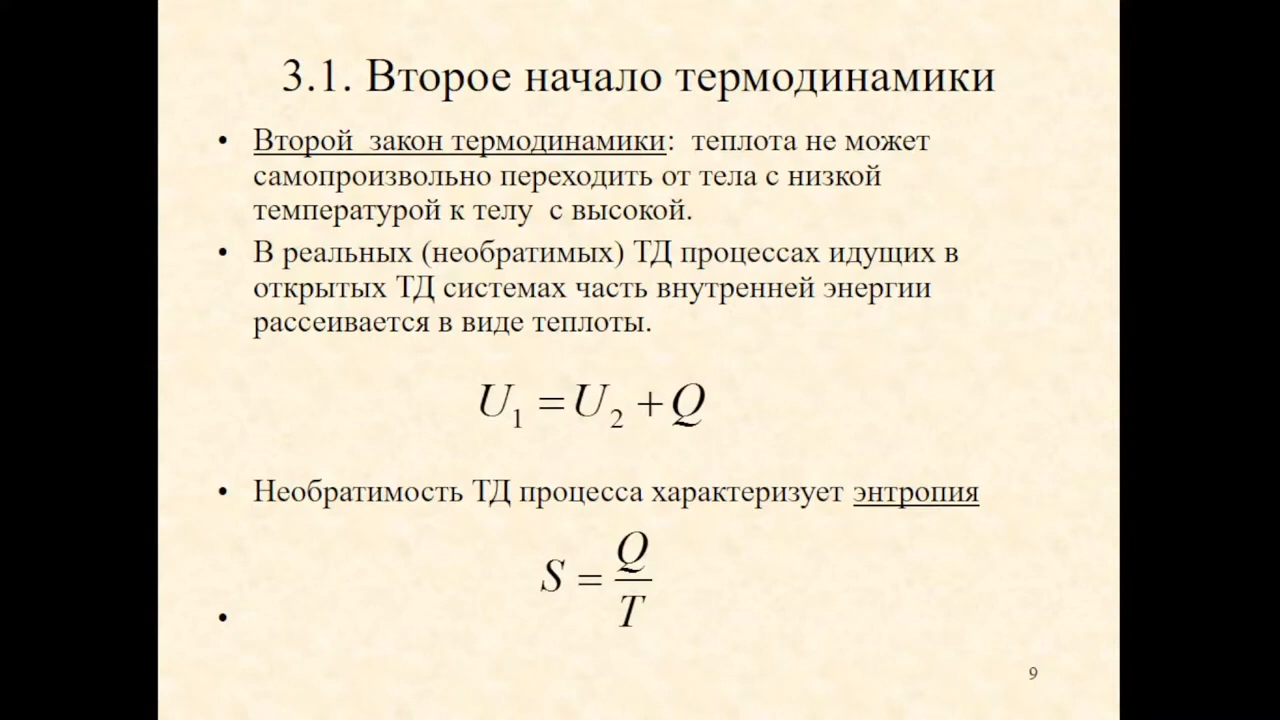 3.1. Второе начало термодинамики
• Второй закон термодинамики: теплота не может
самопроизвольно переходить от тела с низкой
температурой к телу с высокой.
• В реальных (необратимых) ТД процессах идущих в
открытых ТД системах часть внутренней энергии
рассеивается в виде теплоты.
U₁ = U₂ + Q
• Необратимость ТД процесса характеризует энтропия
S = Q/T
•
9